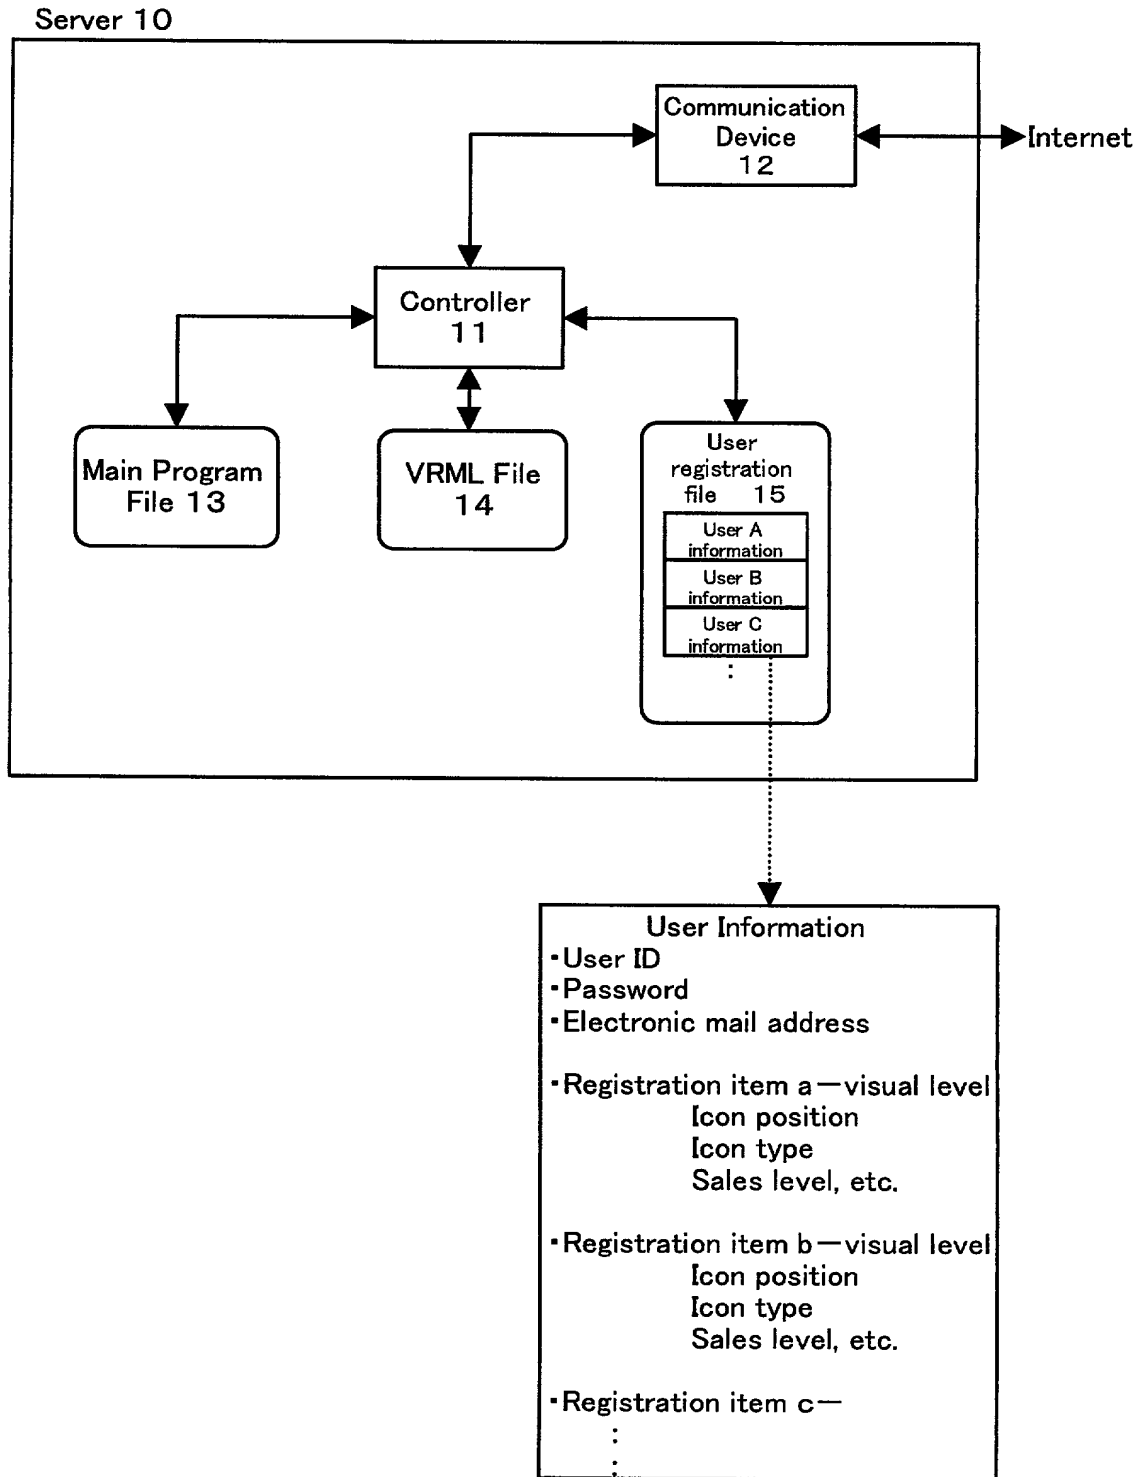 Server 10
Communication
Device
12
Internet
Controller
11
Main Program
File 13
VRML File
14
User
registration
file 15
User A
information
User B
information
User C
information
:
User Information
・User ID
・Password
・Electronic mail address
・Registration item a－visual level
Icon position
Icon type
Sales level, etc.
・Registration item b－visual level
Icon position
Icon type
Sales level, etc.
・Registration item c－
:
: